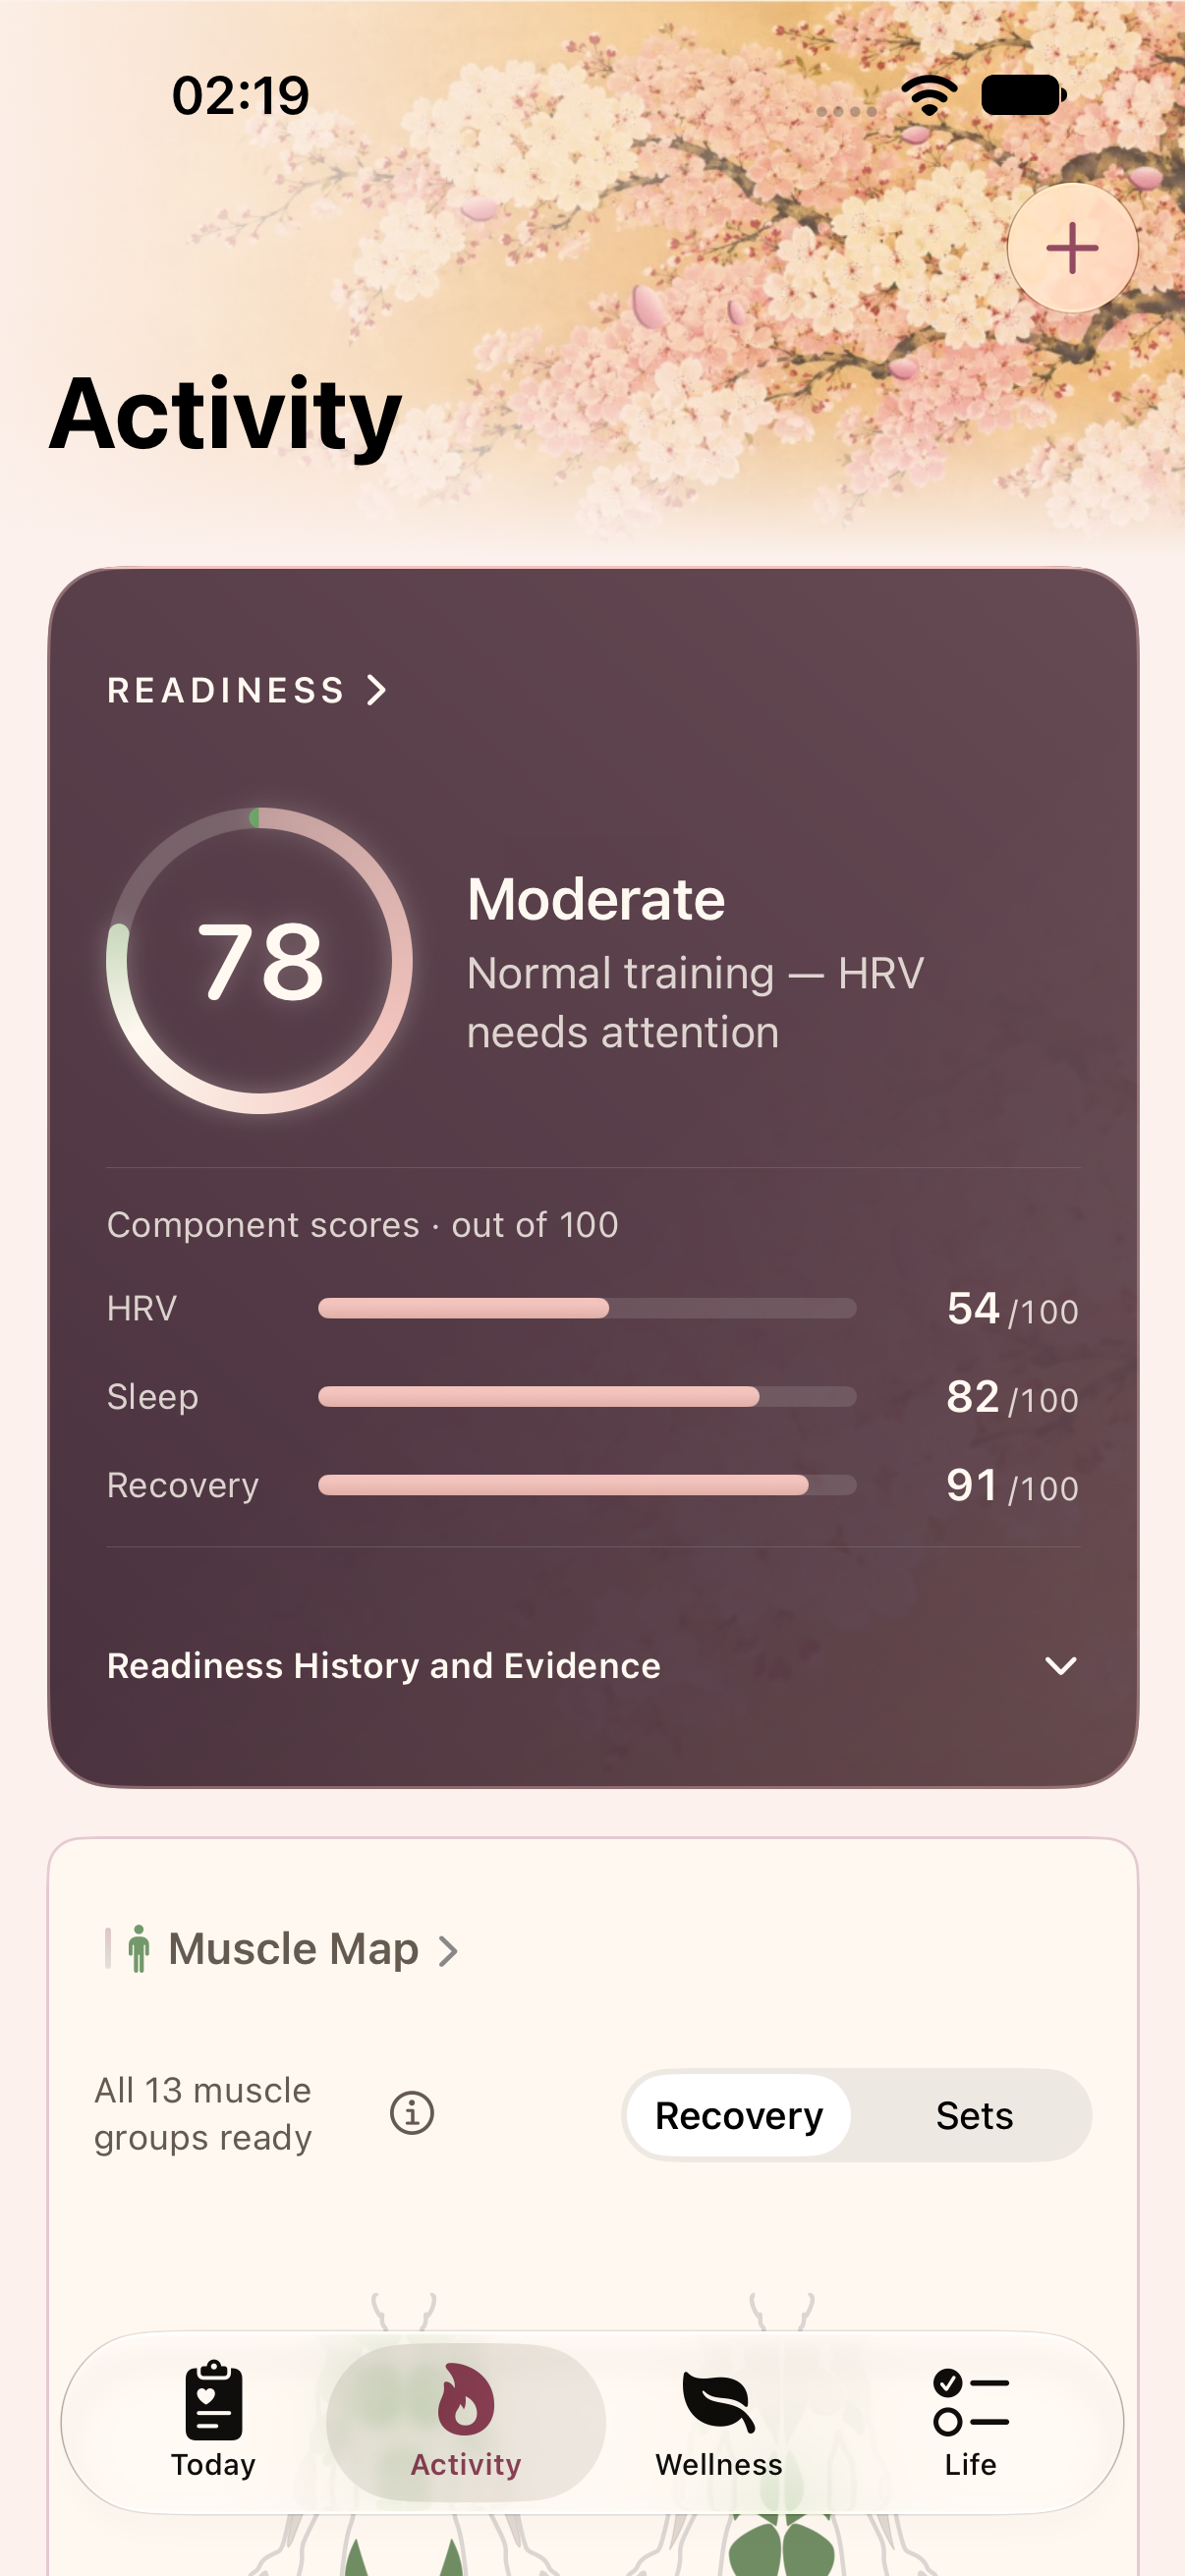 02:19
Activity
READINESS
78
Moderate
Normal training — HRV
needs attention
Component scores · out of 100
HRV 54 /100
Sleep 82 /100
Recovery 91 /100
Readiness History and Evidence
Muscle Map
All 13 muscle
groups ready
Recovery Sets
Today Activity Wellness Life